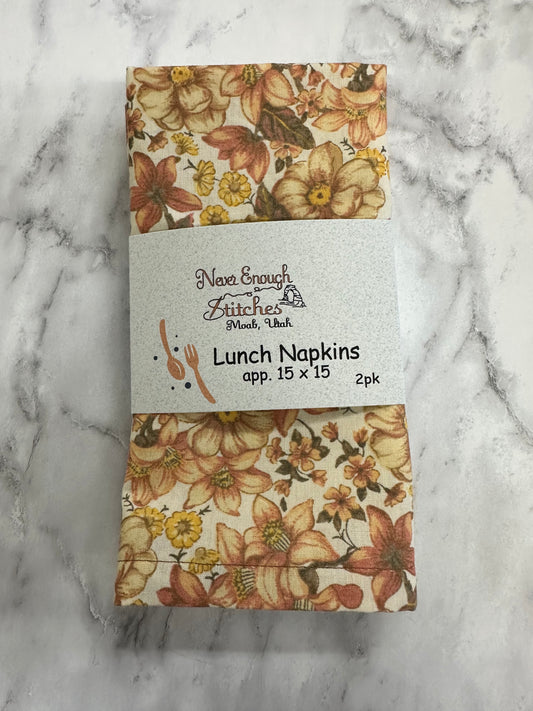 Never Enough
Stitches
Moab, Utah
Lunch Napkins
app. 15 x 15
2pk